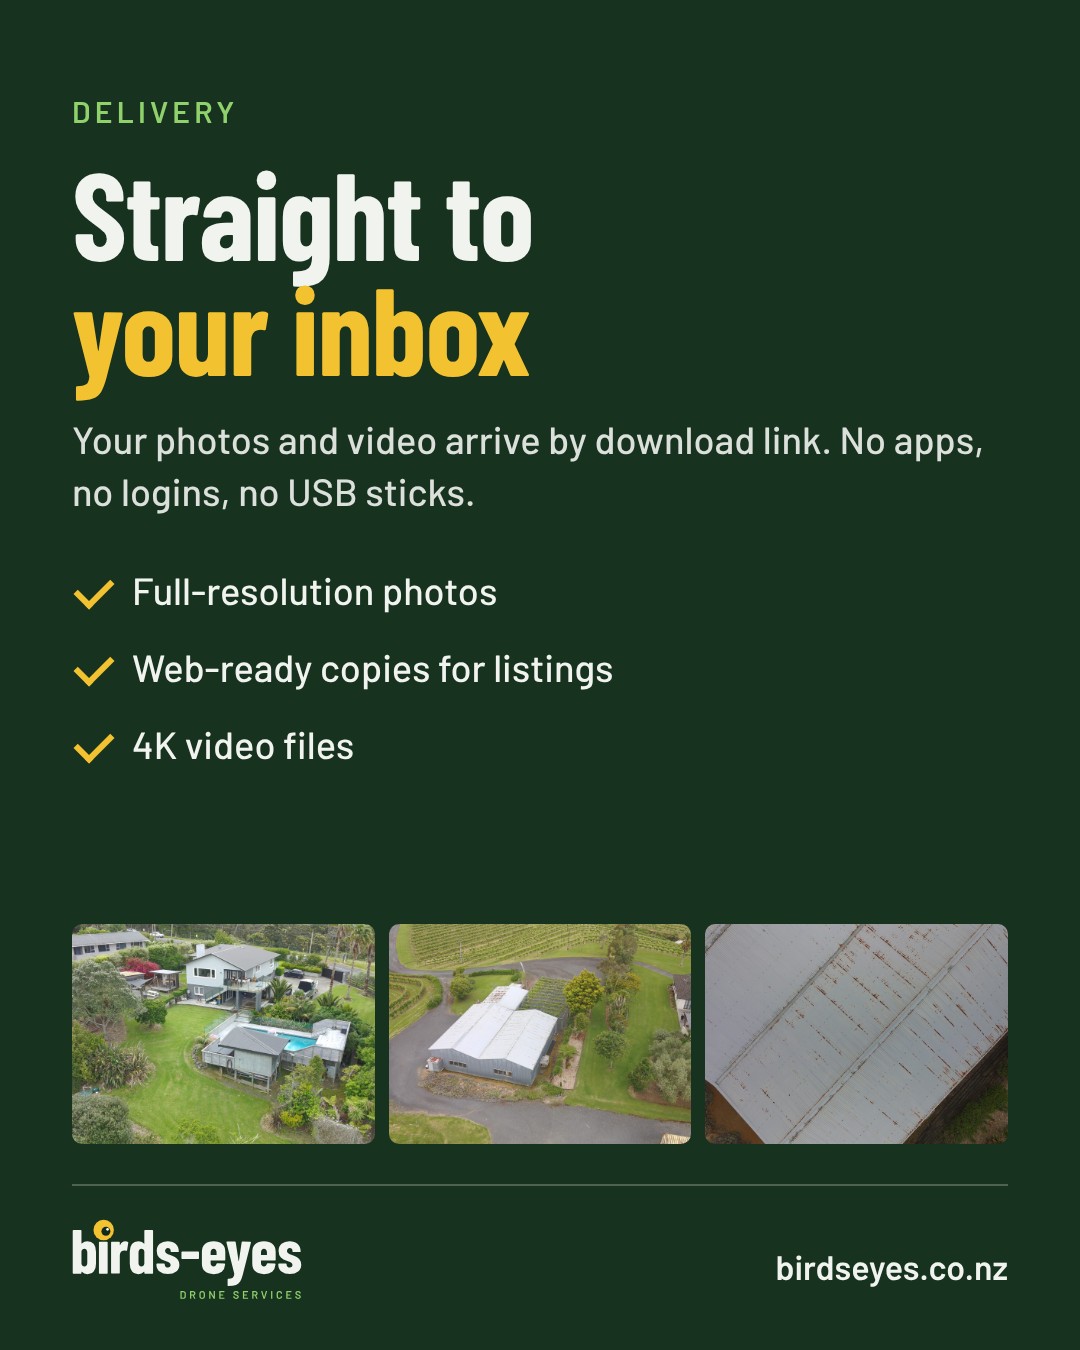 DELIVERY
Straight to
your inbox
Your photos and video arrive by download link. No apps,
no logins, no USB sticks.
Full-resolution photos
Web-ready copies for listings
4K video files
birds-eyes
DRONE SERVICES
birdseyes.co.nz